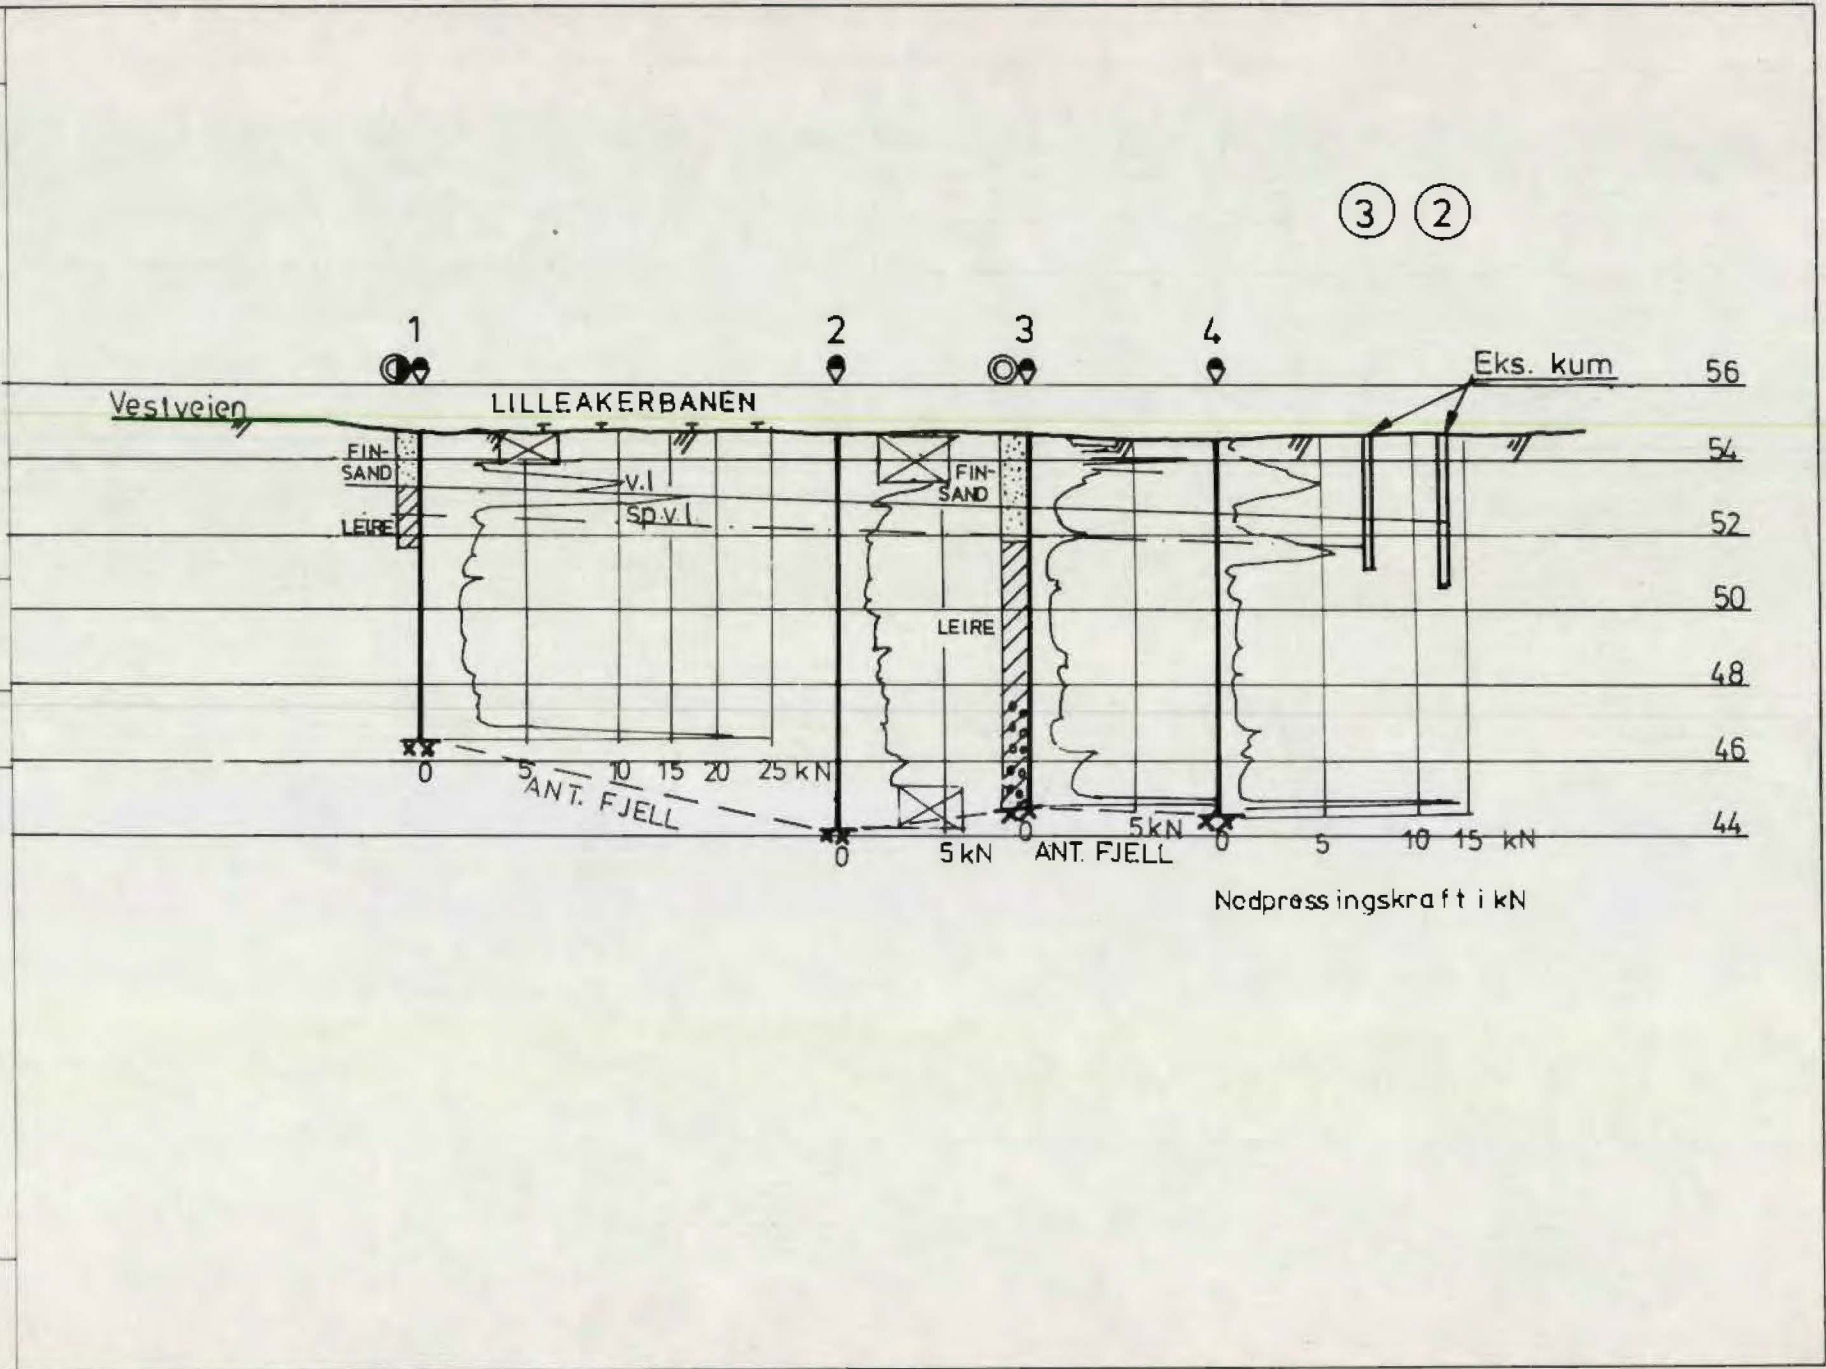 3 2
1 2 3 4
Eks. kum 56
Vestveien LILLEAKERBANEN
FIN-
SAND
54
v.l
FIN-
SAND
LEIRE
sp.v.l.
52
50
LEIRE
48
46
0 5 10 15 20 25 kN
ANT. FJELL
44
0 5 kN
0 5 kN
ANT. FJELL
0 5 10 15 kN
Nedpressingskraft i kN